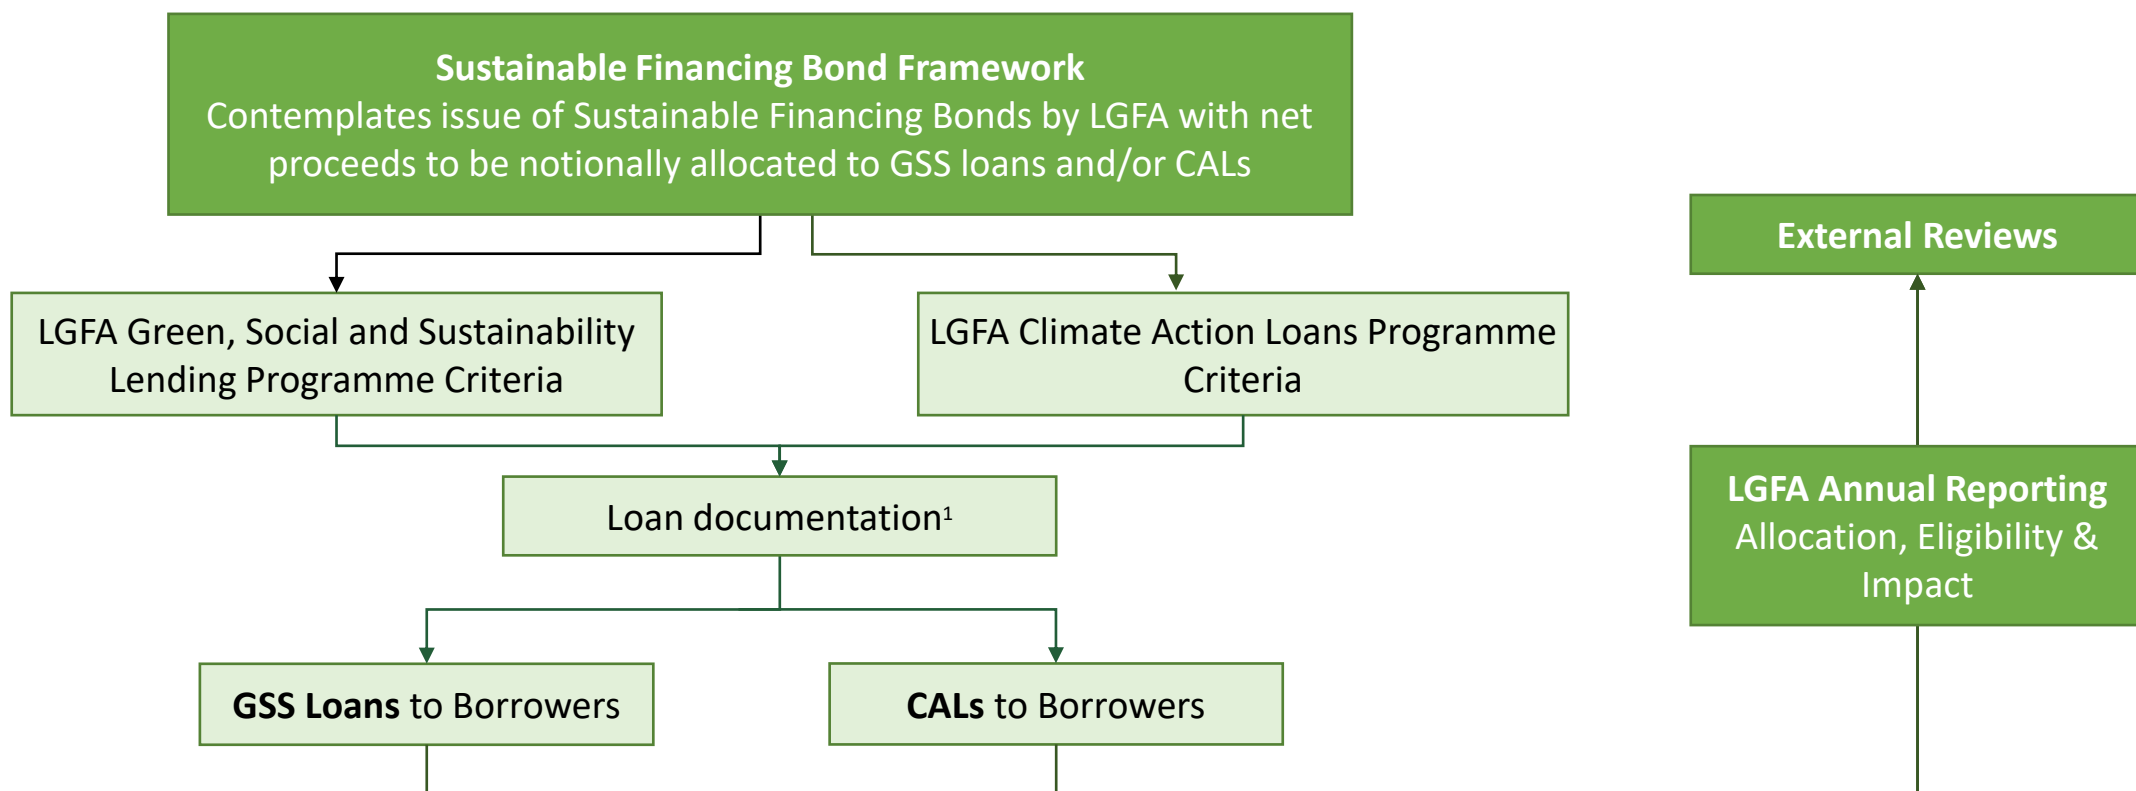 Sustainable Financing Bond Framework
Contemplates issue of Sustainable Financing Bonds by LGFA with net
proceeds to be notionally allocated to GSS loans and/or CALs
External Reviews
LGFA Green, Social and Sustainability
Lending Programme Criteria
LGFA Climate Action Loans Programme
Criteria
Loan documentation¹
LGFA Annual Reporting
Allocation, Eligibility &
Impact
GSS Loans to Borrowers
CALs to Borrowers